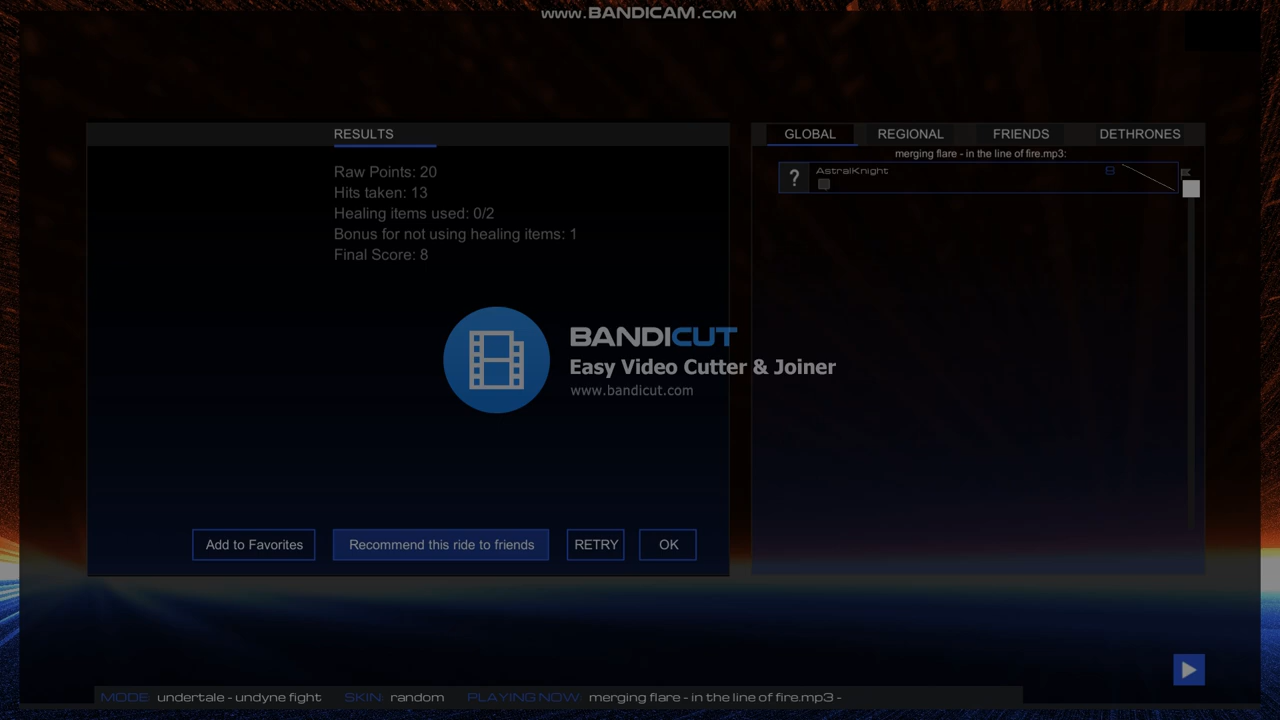 www.BANDICAM.com
RESULTS
Raw Points: 20
Hits taken: 13
Healing items used: 0/2
Bonus for not using healing items: 1
Final Score: 8
Add to Favorites
Recommend this ride to friends
RETRY
OK
GLOBAL
REGIONAL
FRIENDS
DETHRONES
merging flare - in the line of fire.mp3:
?
AstralKnight
8
BANDICUT
Easy Video Cutter & Joiner
www.bandicut.com
MODE: undertale - undyne fight SKIN: random PLAYING NOW: merging flare - in the line of fire.mp3 -